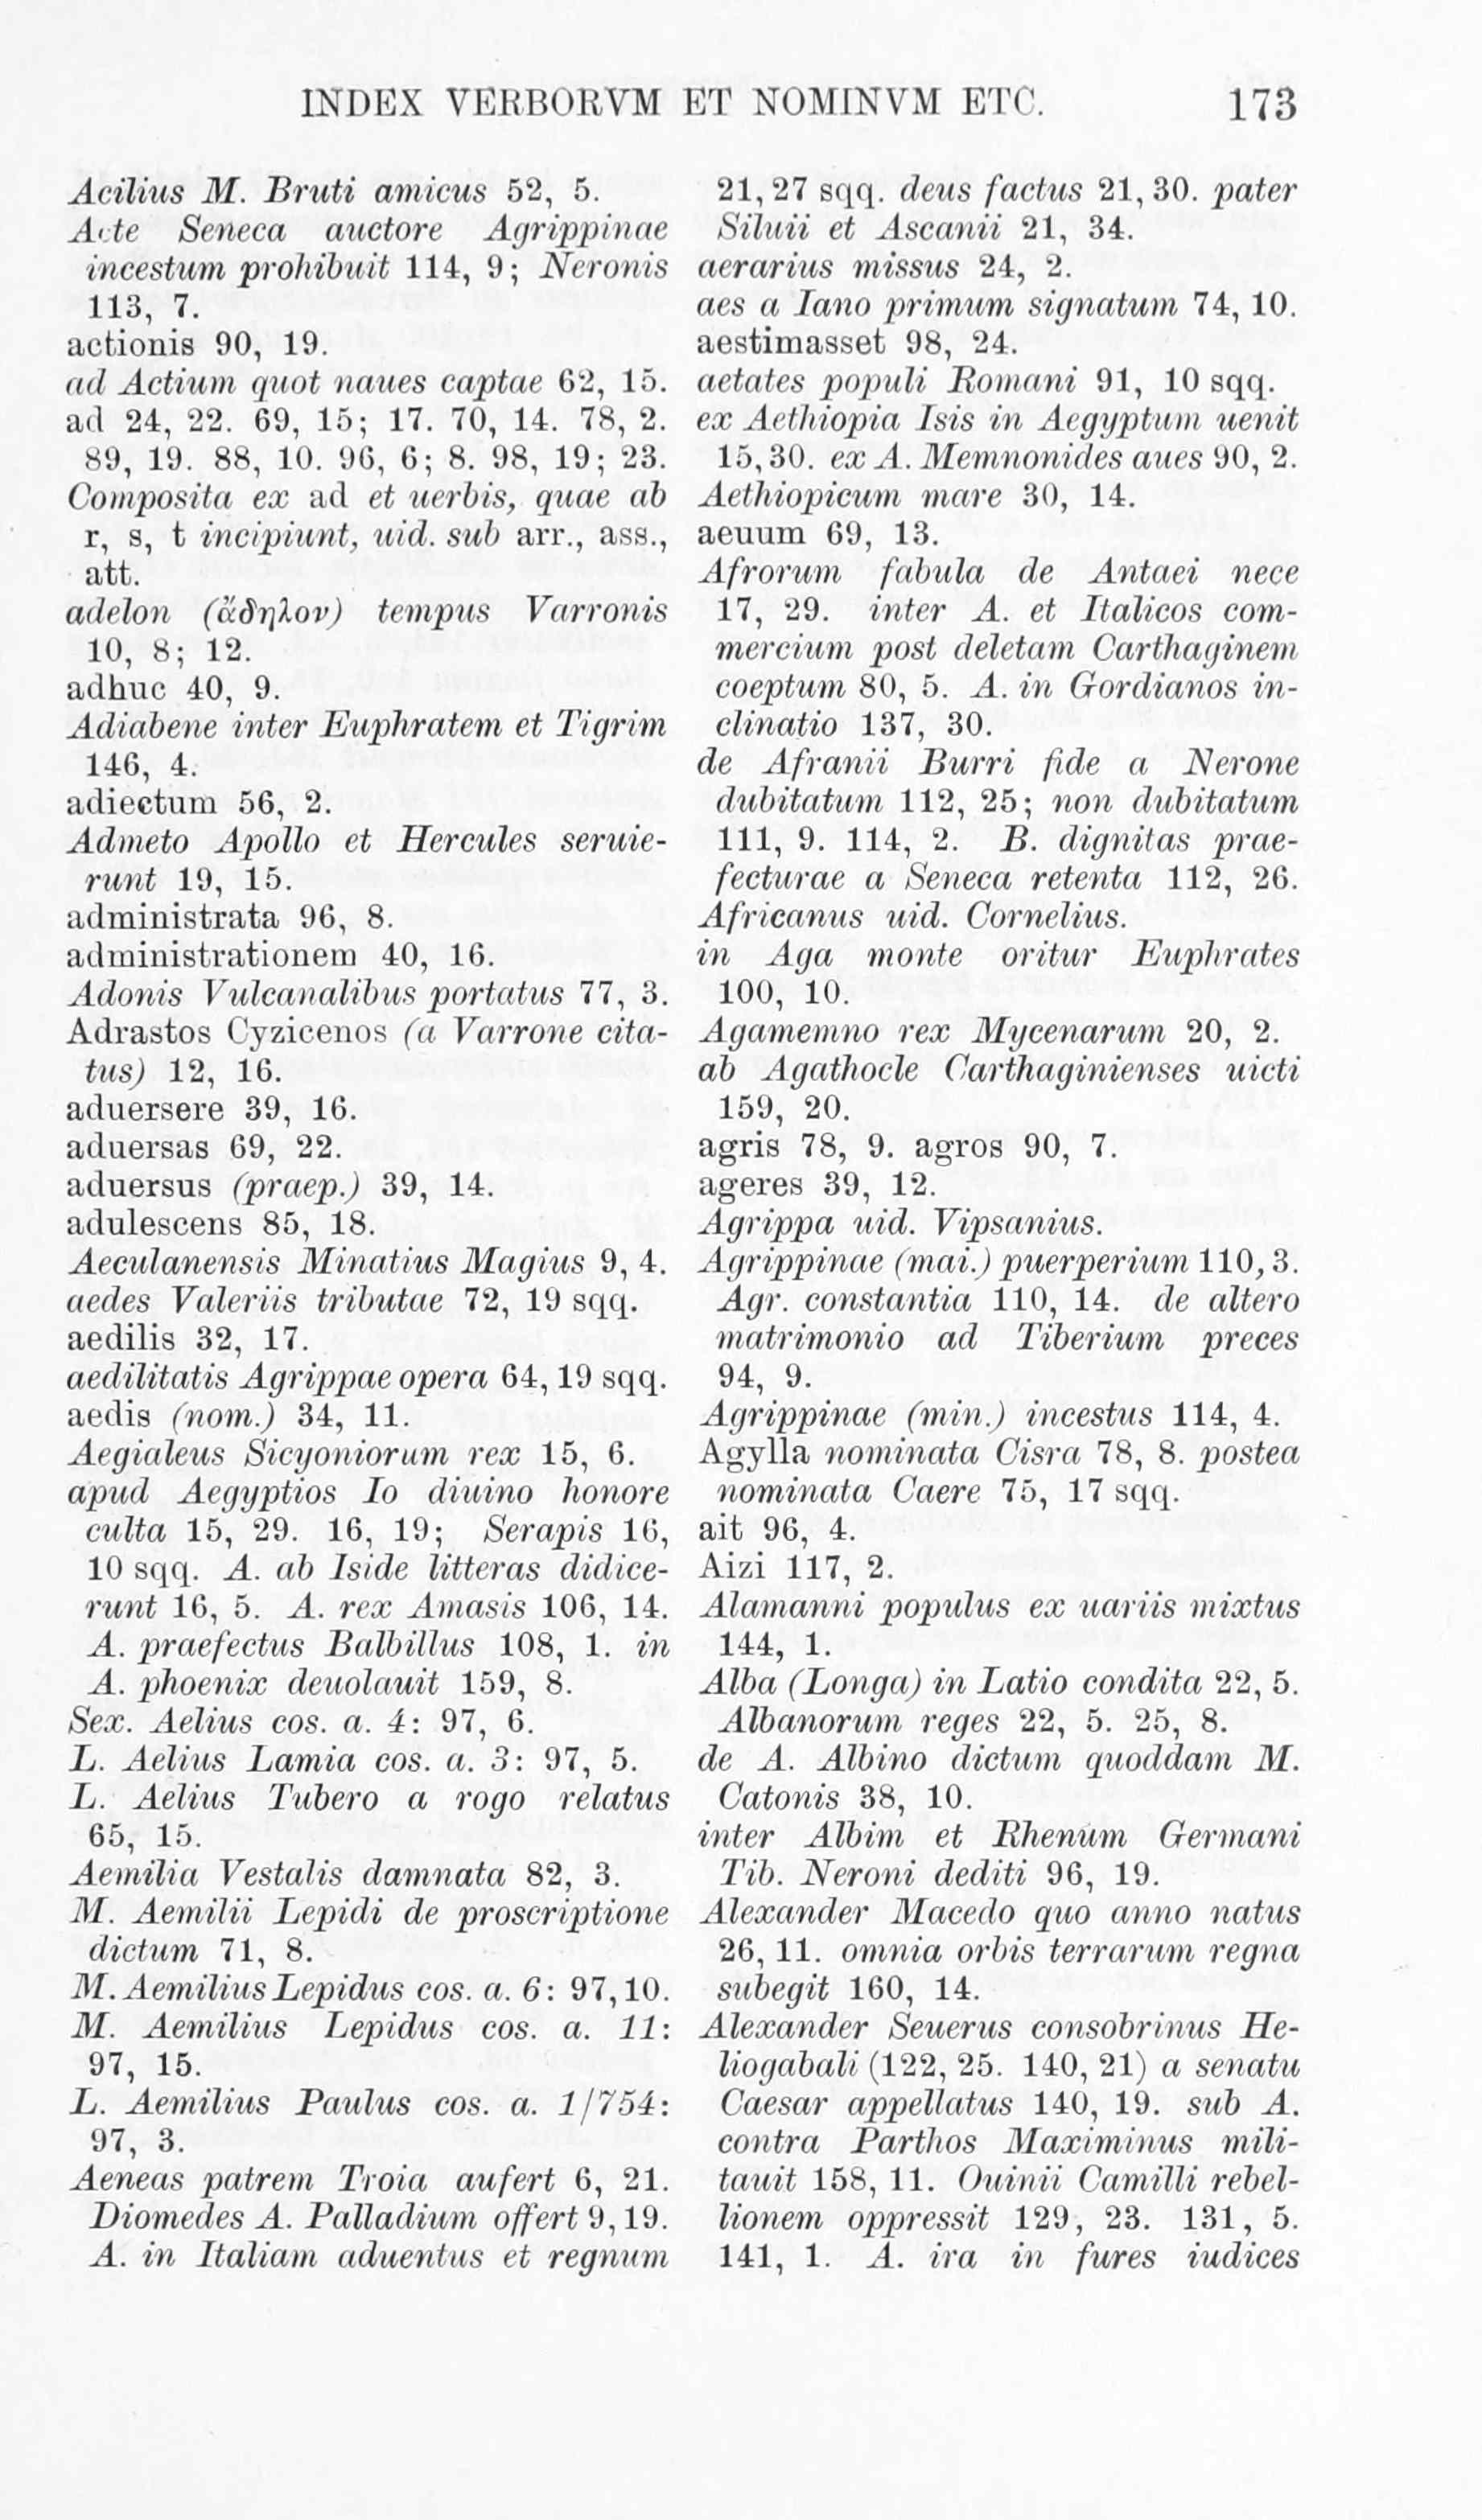 INDEX VERBORVM ET NOMINVM ETC. 173
Acilius M. Bruti amicus 52, 5.
Acte Seneca auctore Agrippinae
incestum prohibuit 114, 9; Neronis
113, 7.
actionis 90, 19.
ad Actium quot naues captae 62, 15.
ad 24, 22. 69, 15; 17. 70, 14. 78, 2.
89, 19. 88, 10. 96, 6; 8. 98, 19; 23.
Composita ex ad et uerbis, quae ab
r, s, t incipiunt, uid. sub arr., ass.,
att.
adelon (ἄδηλον) tempus Varronis
10, 8; 12.
adhuc 40, 9.
Adiabene inter Euphratem et Tigrim
146, 4.
adiectum 56, 2.
Admeto Apollo et Hercules seruie-
runt 19, 15.
administrata 96, 8.
administrationem 40, 16.
Adonis Vulcanalibus portatus 77, 3.
Adrastos Cyzicenos (a Varrone cita-
tus) 12, 16.
aduersere 39, 16.
aduersas 69, 22.
aduersus (praep.) 39, 14.
adulescens 85, 18.
Aeculanensis Minatius Magius 9, 4.
aedes Valeriis tributae 72, 19 sqq.
aedilis 32, 17.
aedilitatis Agrippae opera 64, 19 sqq.
aedis (nom.) 34, 11.
Aegialeus Sicyoniorum rex 15, 6.
apud Aegyptios Io diuino honore
culta 15, 29. 16, 19; Serapis 16,
10 sqq. A. ab Iside litteras didice-
runt 16, 5. A. rex Amasis 106, 14.
A. praefectus Balbillus 108, 1. in
A. phoenix deuolauit 159, 8.
Sex. Aelius cos. a. 4: 97, 6.
L. Aelius Lamia cos. a. 3: 97, 5.
L. Aelius Tubero a rogo relatus
65, 15.
Aemilia Vestalis damnata 82, 3.
M. Aemilii Lepidi de proscriptione
dictum 71, 8.
M. Aemilius Lepidus cos. a. 6: 97, 10.
M. Aemilius Lepidus cos. a. 11:
97, 15.
L. Aemilius Paulus cos. a. 1/754:
97, 3.
Aeneas patrem Troia aufert 6, 21.
Diomedes A. Palladium offert 9, 19.
A. in Italiam aduentus et regnum
21, 27 sqq. deus factus 21, 30. pater
Siluii et Ascanii 21, 34.
aerarius missus 24, 2.
aes a Iano primum signatum 74, 10.
aestimasset 98, 24.
aetates populi Romani 91, 10 sqq.
ex Aethiopia Isis in Aegyptum uenit
15, 30. ex A. Memnonides aues 90, 2.
Aethiopicum mare 30, 14.
aeuum 69, 13.
Afrorum fabula de Antaei nece
17, 29. inter A. et Italicos com-
mercium post deletam Carthaginem
coeptum 80, 5. A. in Gordianos in-
clinatio 137, 30.
de Afranii Burri fide a Nerone
dubitatum 112, 25; non dubitatum
111, 9. 114, 2. B. dignitas prae-
fecturae a Seneca retenta 112, 26.
Africanus uid. Cornelius.
in Aga monte oritur Euphrates
100, 10.
Agamemno rex Mycenarum 20, 2.
ab Agathocle Carthaginienses uicti
159, 20.
agris 78, 9. agros 90, 7.
ageres 39, 12.
Agrippa uid. Vipsanius.
Agrippinae (mai.) puerperium 110, 3.
Agr. constantia 110, 14. de altero
matrimonio ad Tiberium preces
94, 9.
Agrippinae (min.) incestus 114, 4.
Agylla nominata Cisra 78, 8. postea
nominata Caere 75, 17 sqq.
ait 96, 4.
Aizi 117, 2.
Alamanni populus ex uariis mixtus
144, 1.
Alba (Longa) in Latio condita 22, 5.
Albanorum reges 22, 5. 25, 8.
de A. Albino dictum quoddam M.
Catonis 38, 10.
inter Albim et Rhenum Germani
Tib. Neroni dediti 96, 19.
Alexander Macedo quo anno natus
26, 11. omnia orbis terrarum regna
subegit 160, 14.
Alexander Seuerus consobrinus He-
liogabali (122, 25. 140, 21) a senatu
Caesar appellatus 140, 19. sub A.
contra Parthos Maximinus mili-
tauit 158, 11. Ouinii Camilli rebel-
lionem oppressit 129, 23. 131, 5.
141, 1. A. ira in fures iudices